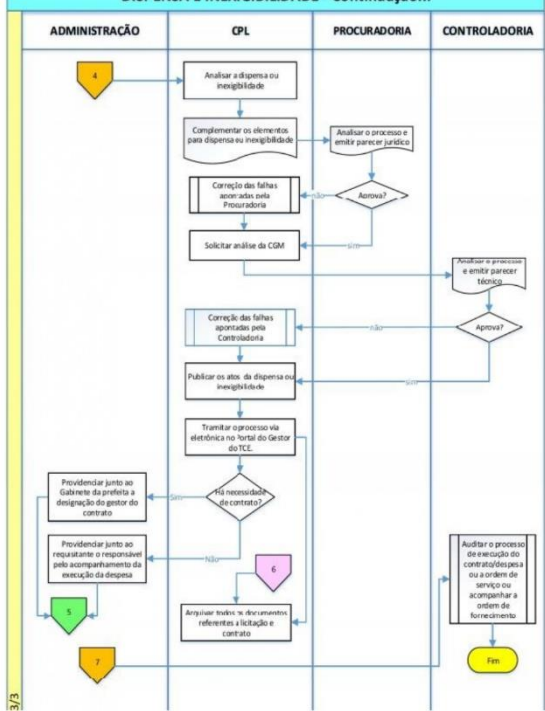 ADMINISTRAÇÃO
CPL
PROCURADORIA
CONTROLADORIA
4
Analisar a dispensa ou
inexigibilidade
Complementar os elementos
para dispensa ou inexigibilidade
Analisar o processo e
emitir parecer jurídico
Correção das falhas
apontadas pela
Procuradoria
não
Aprova?
Solicitar análise da CGM
sim
Analisar o processo
e emitir parecer
técnico
Correção das falhas
apontadas pela
Controladoria
não
Aprova?
Publicar os atos da dispensa ou
inexigibilidade
sim
Tramitar o processo via
eletrônica no Portal do Gestor
do TCE.
Providenciar junto ao
Gabinete da prefeita a
designação do gestor do
contrato
Sim
Há necessidade
de contrato?
Providenciar junto ao
requisitante o responsável
pelo acompanhamento da
execução da despesa
Não
6
Auditar o processo
de execução do
contrato/despesa
ou a ordem de
serviço ou
acompanhar a
ordem de
fornecimento
5
Arquivar todos os documentos
referentes a licitação e
contrato
7
Fim
3/3